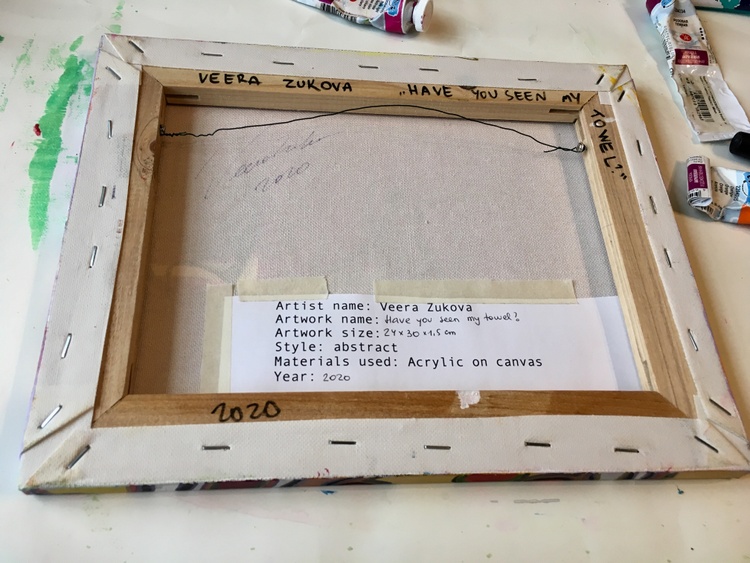 VEERA ZUKOVA „HAVE YOU SEEN MY
TOWEL?"
2020
Artist name: Veera Zukova
Artwork name: Have you seen my towel?
Artwork size: 24 x 30 x 1,5 cm
Style: abstract
Materials used: Acrylic on canvas
Year: 2020
2020